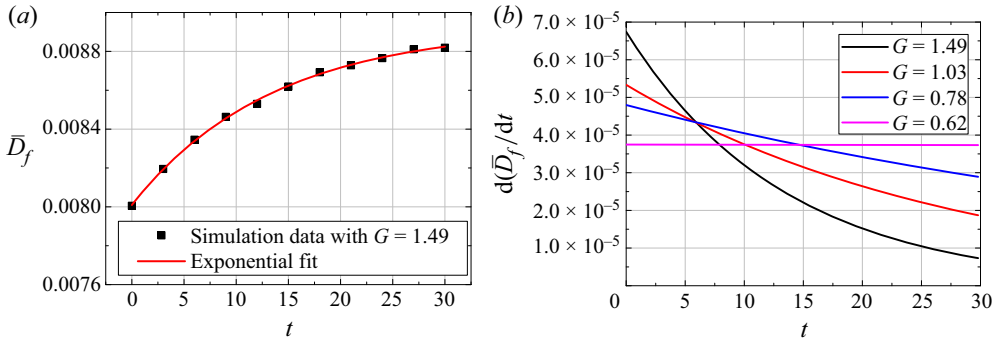 (a)
0.0088
0.0084
0.0080
0.0076
D̄f
Simulation data with G = 1.49
Exponential fit
0 5 10 15 20 25 30
t
(b)
7.0 × 10⁻⁵
6.0 × 10⁻⁵
5.0 × 10⁻⁵
4.0 × 10⁻⁵
3.0 × 10⁻⁵
2.0 × 10⁻⁵
1.0 × 10⁻⁵
d(D̄f/dt
G = 1.49
G = 1.03
G = 0.78
G = 0.62
0 5 10 15 20 25 30
t